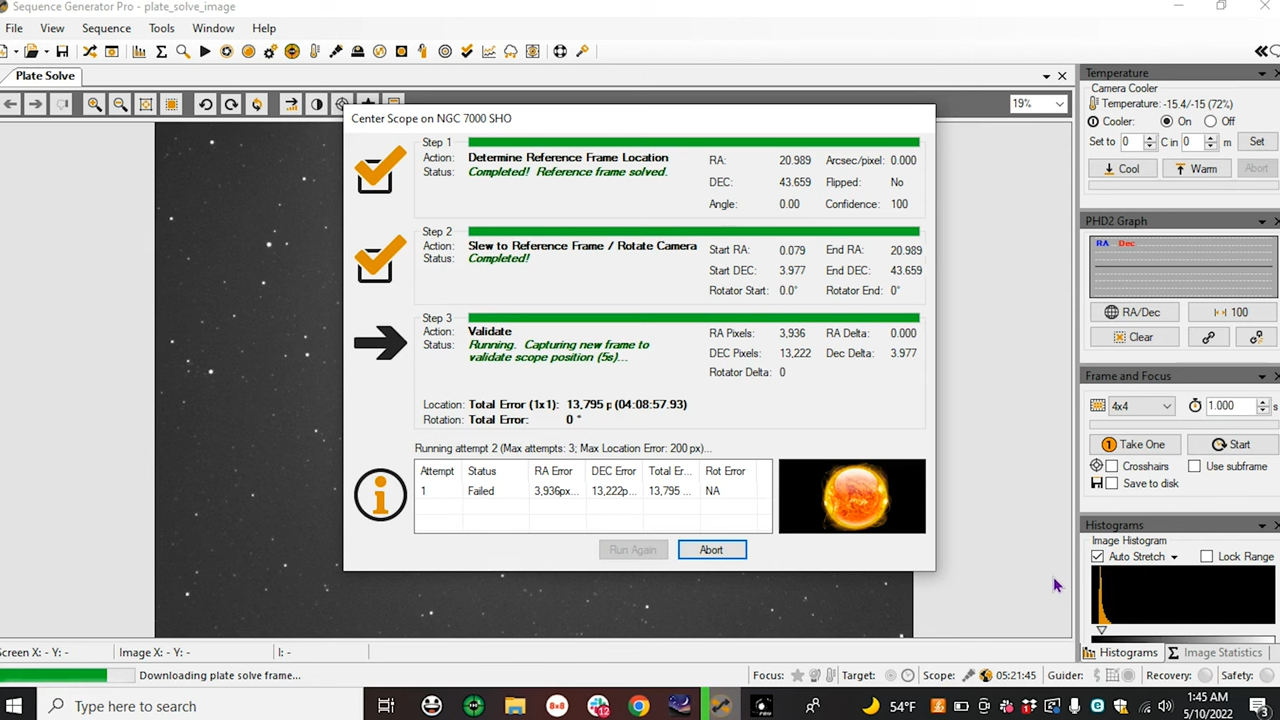 Sequence Generator Pro - plate_solve_image
File View Sequence Tools Window Help
Plate Solve
19%
Center Scope on NGC 7000 SHO
Step 1
Action: Determine Reference Frame Location
Status: Completed! Reference frame solved.
RA: 20.989 Arcsec/pixel: 0.000
DEC: 43.659 Flipped: No
Angle: 0.00 Confidence: 100
Step 2
Action: Slew to Reference Frame / Rotate Camera
Status: Completed!
Start RA: 0.079 End RA: 20.989
Start DEC: 3.977 End DEC: 43.659
Rotator Start: 0.0° Rotator End: 0°
Step 3
Action: Validate
Status: Running. Capturing new frame to
validate scope position (5s)...
RA Pixels: 3,936 RA Delta: 0.000
DEC Pixels: 13,222 Dec Delta: 3.977
Rotator Delta: 0
Location: Total Error (1x1): 13,795 p (04:08:57.93)
Rotation: Total Error: 0 °
Running attempt 2 (Max attempts: 3; Max Location Error: 200 px)...
Attempt Status RA Error DEC Error Total Er... Rot Error
1 Failed 3,936px... 13,222p... 13,795 ... NA
Run Again Abort
Temperature
Camera Cooler
Temperature: -15.4/-15 (72%)
Cooler: On Off
Set to 0 C in 0 m Set
Cool Warm Abort
PHD2 Graph
RA Dec
RA/Dec 100
Clear
Frame and Focus
4x4 1.000 s
Take One Start
Crosshairs Use subframe
Save to disk
Histograms
Image Histogram
Auto Stretch Lock Range
Histograms Image Statistics
Screen X: - Y: - Image X: - Y: - I: -
Downloading plate solve frame...
Focus: Target: Scope: 05:21:45 Guider: Recovery: Safety:
Type here to search
8x8
12
54°F
1:45 AM
5/10/2022
3